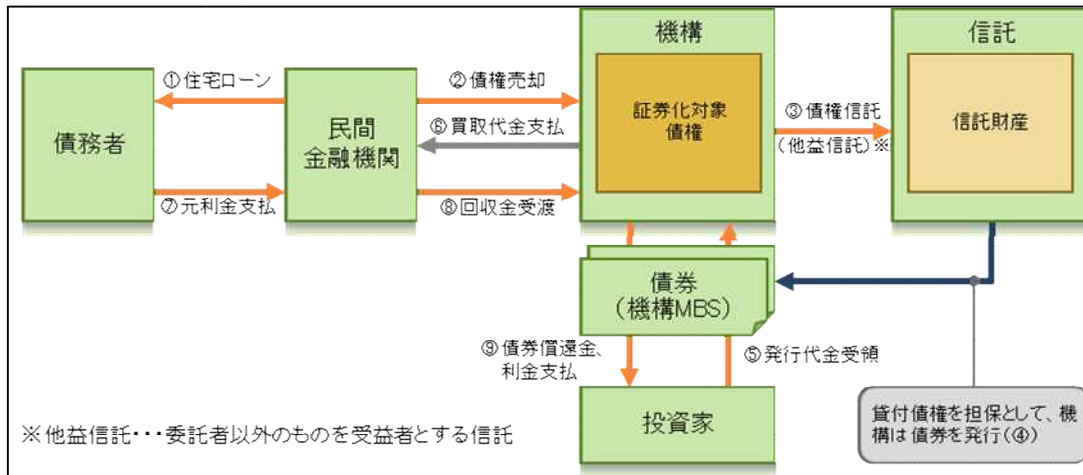 機構
信託
①住宅ローン
②債権売却
証券化対象
債権
③債権信託
(他益信託)※
信託財産
債務者
民間
金融機関
⑥買取代金支払
⑦元利金支払
⑧回収金受渡
債券
(機構MBS)
⑨債券償還金、
利金支払
⑤発行代金受領
投資家
貸付債権を担保として、機
構は債券を発行(④)
※他益信託・・・委託者以外のものを受益者とする信託